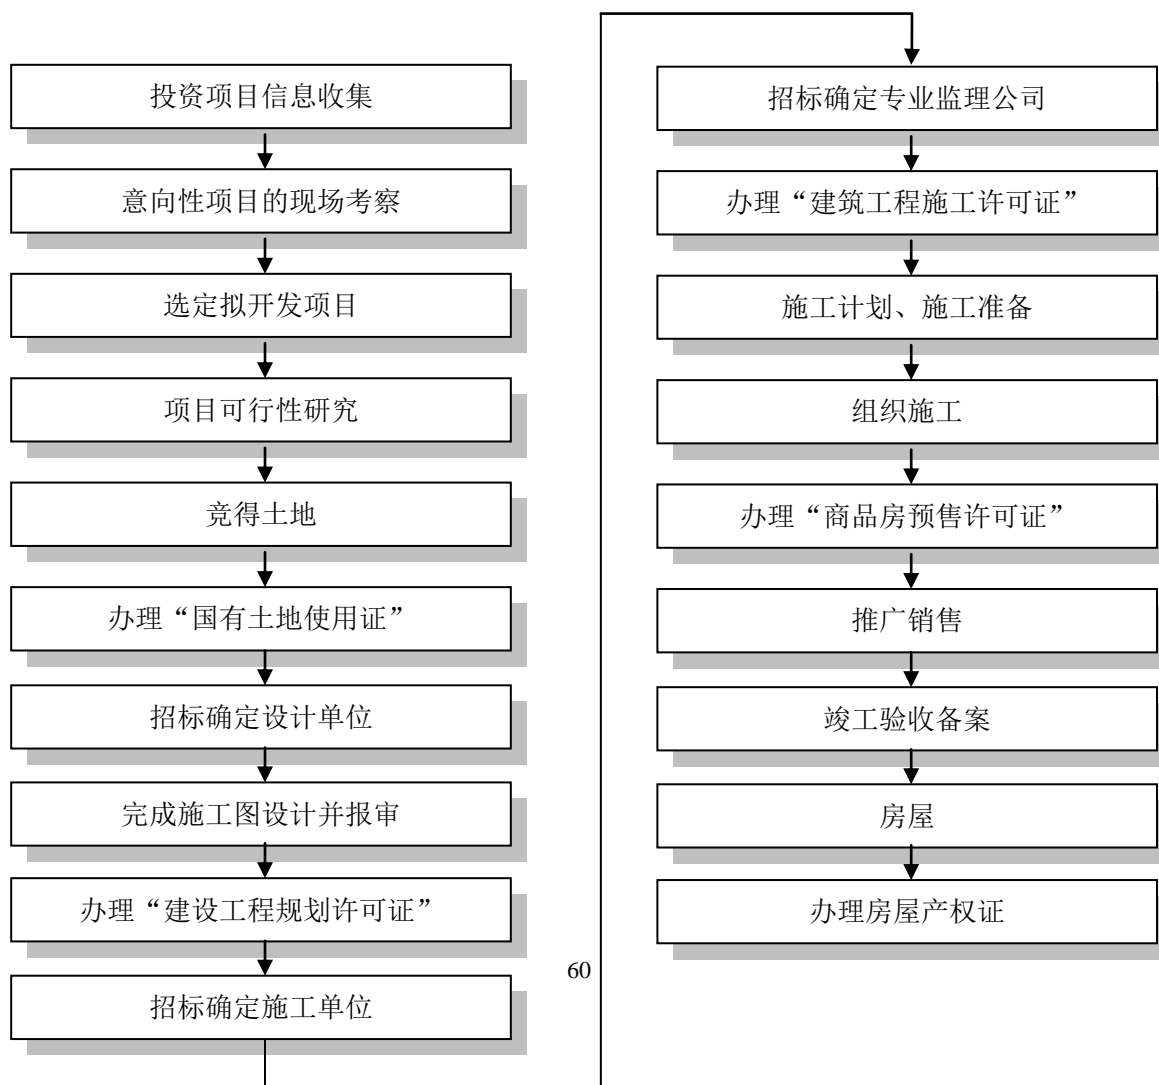 投资项目信息收集
意向性项目的现场考察
选定拟开发项目
项目可行性研究
竞得土地
办理“国有土地使用证”
招标确定设计单位
完成施工图设计并报审
办理“建设工程规划许可证”
招标确定施工单位
招标确定专业监理公司
办理“建筑工程施工许可证”
施工计划、施工准备
组织施工
办理“商品房预售许可证”
推广销售
竣工验收备案
房屋
办理房屋产权证
60